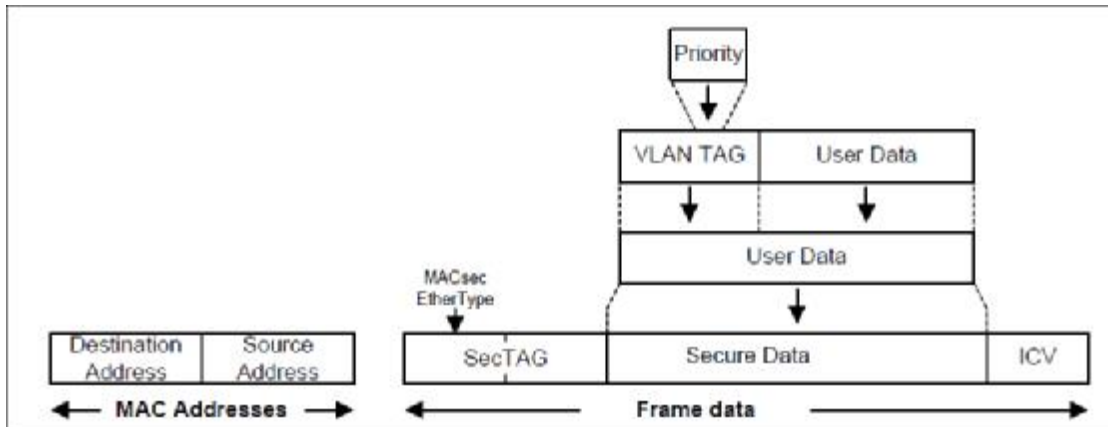 Priority
VLAN TAG User Data
User Data
MACsec
EtherType
Destination Address Source Address SecTAG Secure Data ICV
MAC Addresses Frame data